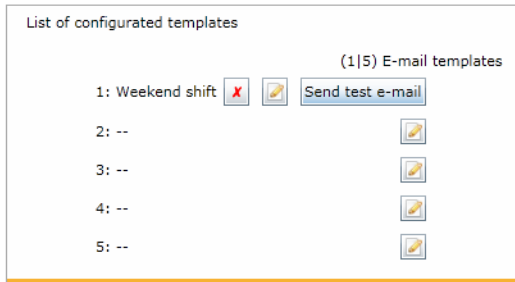 List of configurated templates
(1|5) E-mail templates
1: Weekend shift Send test e-mail
2: --
3: --
4: --
5: --